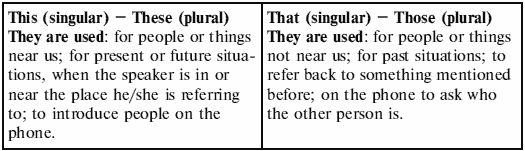 This (singular) — These (plural)
They are used: for people or things
near us; for present or future situa-
tions, when the speaker is in or
near the place he/she is referring
to; to introduce people on the
phone.
That (singular) — Those (plural)
They are used: for people or things
not near us; for past situations; to
refer back to something mentioned
before; on the phone to ask who
the other person is.